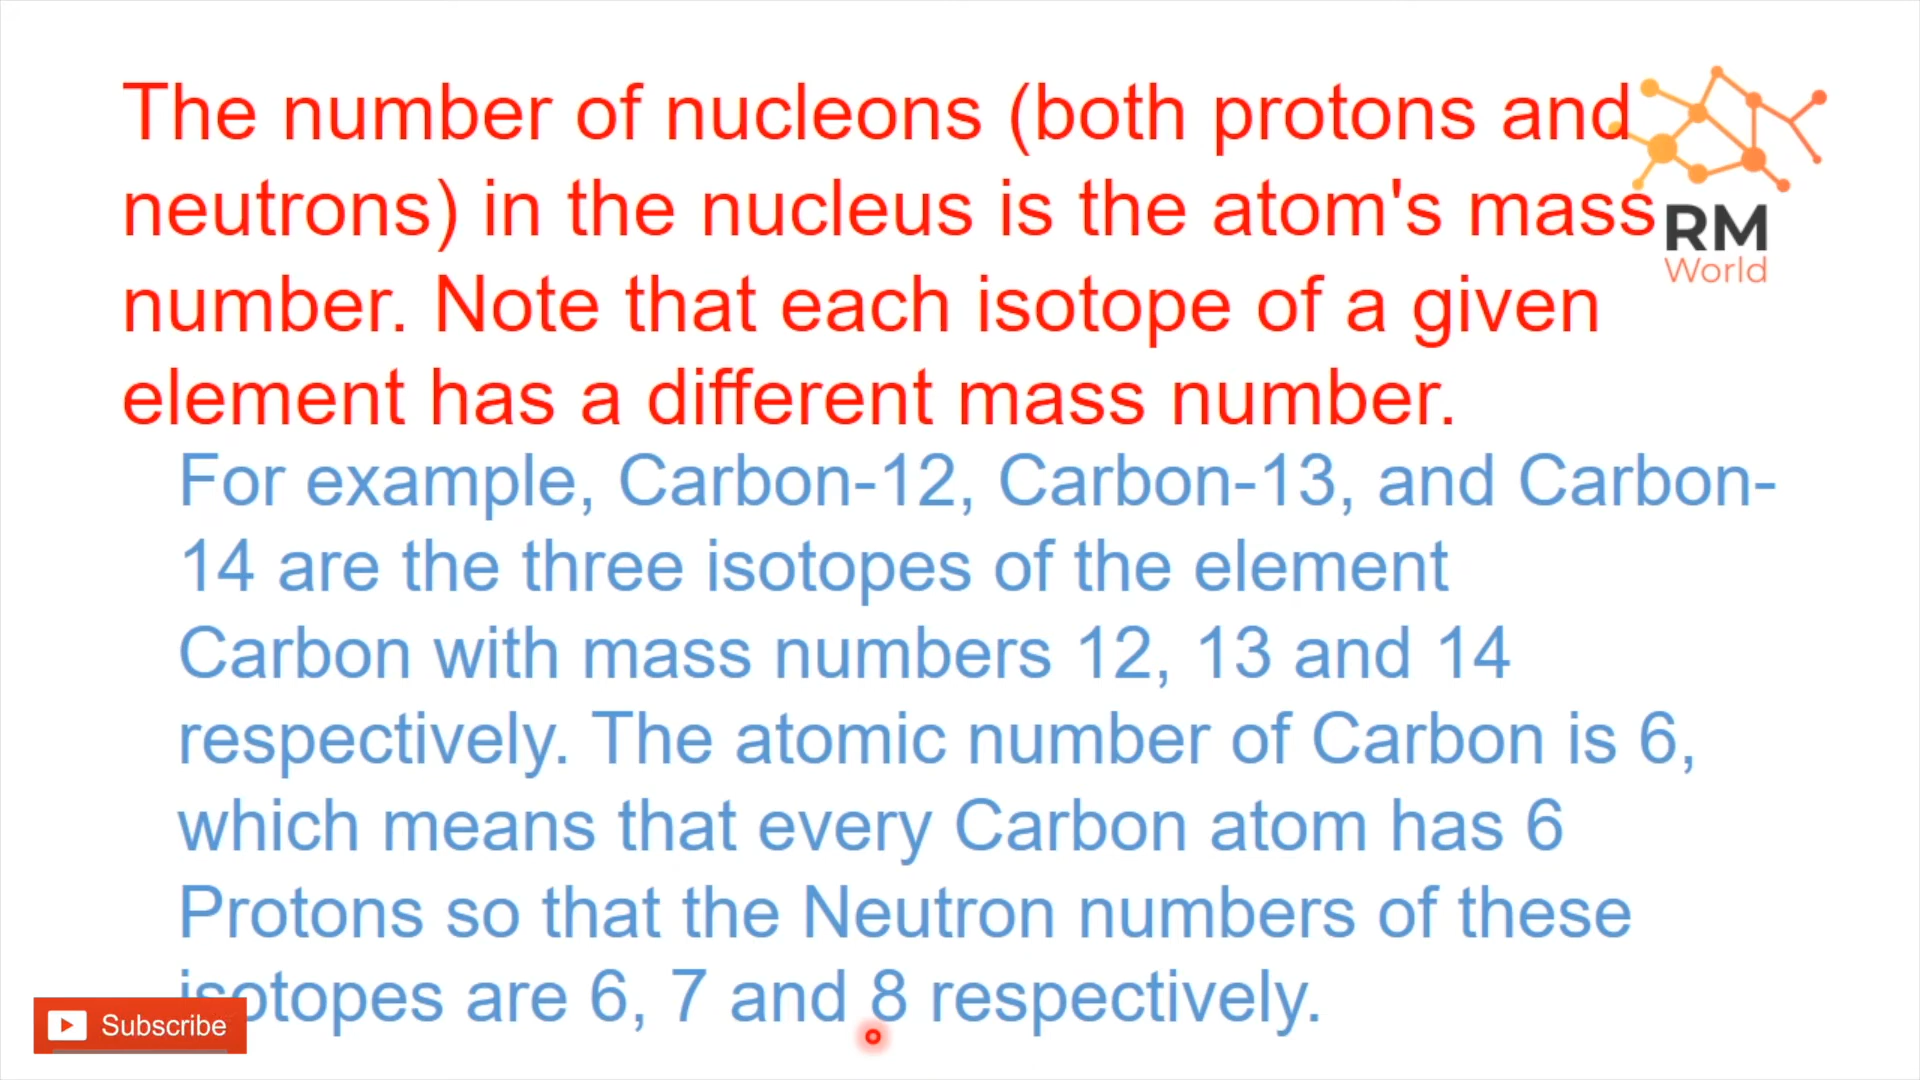 The number of nucleons (both protons and
neutrons) in the nucleus is the atom's mass
number. Note that each isotope of a given
element has a different mass number.
RM
World
For example, Carbon-12, Carbon-13, and Carbon-
14 are the three isotopes of the element
Carbon with mass numbers 12, 13 and 14
respectively. The atomic number of Carbon is 6,
which means that every Carbon atom has 6
Protons so that the Neutron numbers of these
isotopes are 6, 7 and 8 respectively.
Subscribe